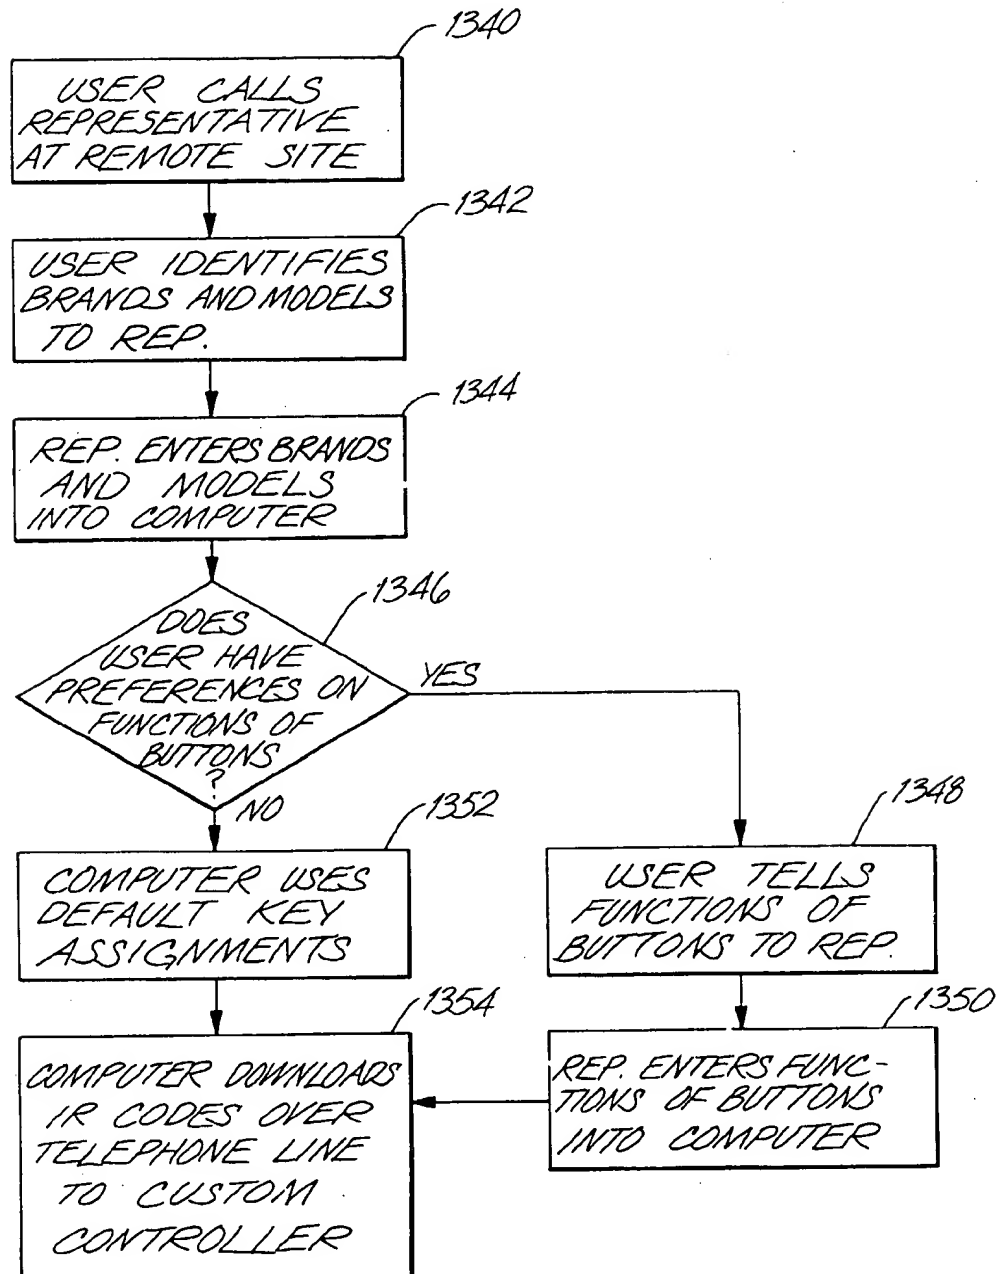 1340
USER CALLS
REPRESENTATIVE
AT REMOTE SITE
1342
USER IDENTIFIES
BRANDS AND MODELS
TO REP.
1344
REP. ENTERS BRANDS
AND MODELS
INTO COMPUTER
1346
DOES
USER HAVE
PREFERENCES ON
FUNCTIONS OF
BUTTONS
?
YES
NO
1352
COMPUTER USES
DEFAULT KEY
ASSIGNMENTS
1348
USER TELLS
FUNCTIONS OF
BUTTONS TO REP.
1350
REP. ENTERS FUNC-
TIONS OF BUTTONS
INTO COMPUTER
1354
COMPUTER DOWNLOADS
IR CODES OVER
TELEPHONE LINE
TO CUSTOM
CONTROLLER